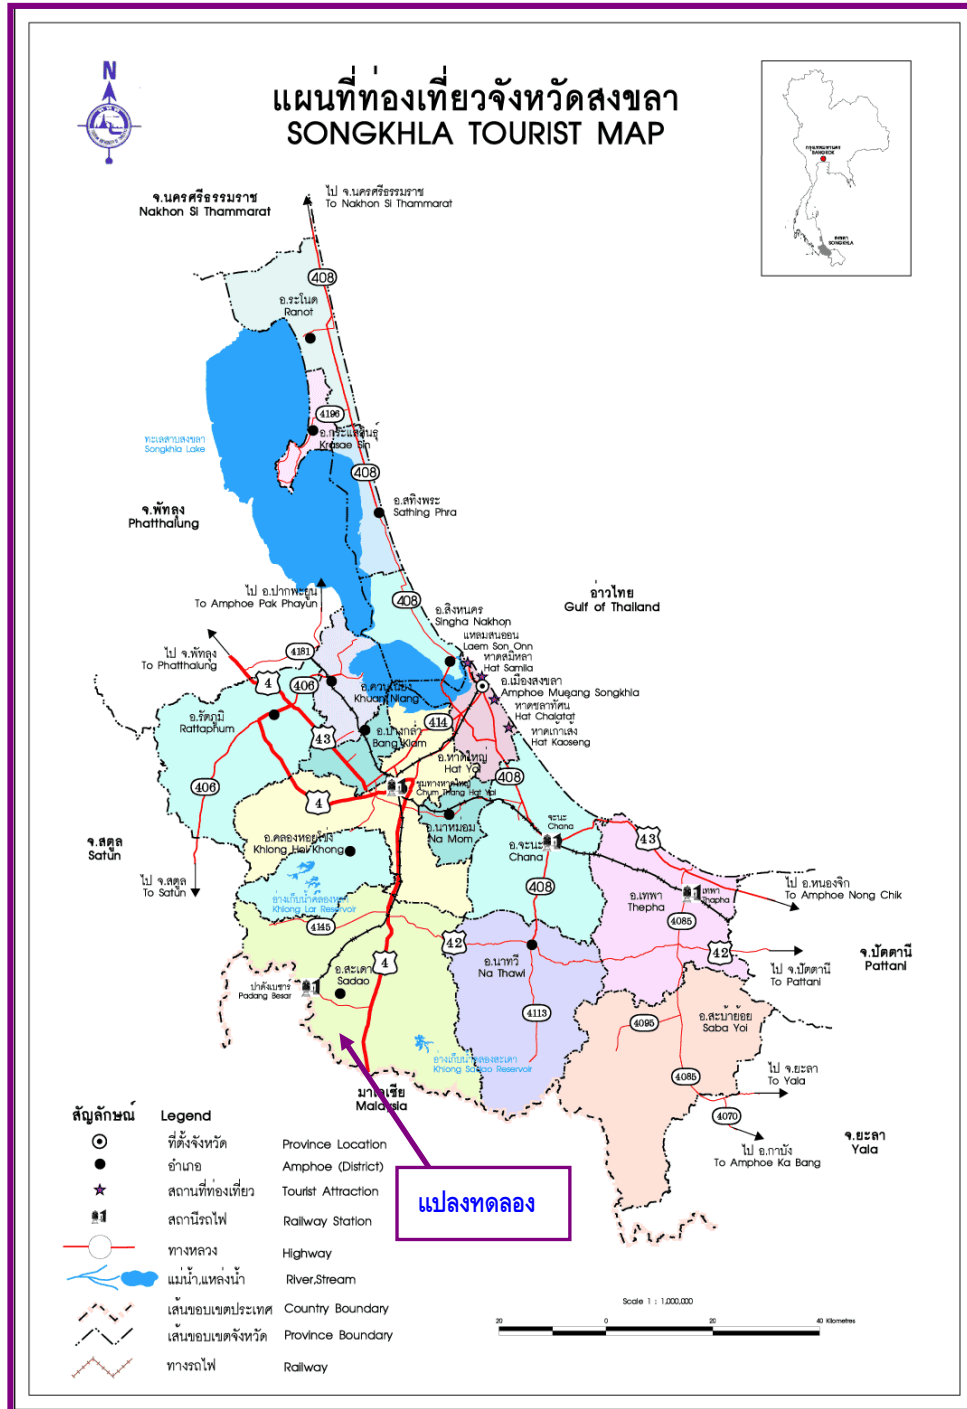 N
แผนที่ท่องเที่ยวจังหวัดสงขลา
SONGKHLA TOURIST MAP
กรุงเทพมหานคร
BANGKOK
สงขลา
SONGKHLA
จ.นครศรีธรรมราช
Nakhon Si Thammarat
ไป จ.นครศรีธรรมราช
To Nakhon Si Thammarat
408
อ.ระโนด
Ranot
4196
อ.กระแสสินธุ์
Krasae Sin
ทะเลสาบสงขลา
Songkhla Lake
408
อ.สทิงพระ
Sathing Phra
จ.พัทลุง
Phatthalung
ไป อ.ปากพะยูน
To Amphoe Pak Phayun
408
อ่าวไทย
Gulf of Thailand
อ.สิงหนคร
Singha Nakhon
แหลมสนออน
Laem Son Onn
หาดสมิหลา
Hat Samila
ไป จ.พัทลุง
To Phatthalung
4181
4
406
อ.ควนเนียง
Khuan Niang
อ.เมืองสงขลา
Amphoe Mueang Songkhla
หาดชลาทัศน์
Hat Chalatat
หาดเก้าเส้ง
Hat Kaoseng
อ.รัตภูมิ
Rattaphum
43
อ.บางกล่ำ
Bang Klam
414
อ.หาดใหญ่
Hat Yai
408
406
4
ชุมทางหาดใหญ่
Chum Thang Hat Yai
อ.นาหม่อม
Na Mom
จะนะ
Chana
อ.จะนะ
Chana
43
จ.สตูล
Satun
อ.คลองหอยโข่ง
Khlong Hoi Khong
ไป จ.สตูล
To Satun
อ่างเก็บน้ำคลองหลา
Khlong Lar Reservoir
408
อ.เทพา
Thepha
เทพา
Thapha
ไป อ.หนองจิก
To Amphoe Nong Chik
4145
42
4
4085
42
อ.นาทวี
Na Thawi
จ.ปัตตานี
Pattani
ไป จ.ปัตตานี
To Pattani
ปาดังเบซาร์
Padang Besar
อ.สะเดา
Sadao
4113
4095
อ.สะบ้าย้อย
Saba Yoi
อ่างเก็บน้ำคลองสะเดา
Khlong Sadao Reservoir
4085
ไป จ.ยะลา
To Yala
มาเลเซีย
Malaysia
4070
จ.ยะลา
Yala
ไป อ.กาบัง
To Amphoe Ka Bang
สัญลักษณ์ Legend
ที่ตั้งจังหวัด Province Location
อำเภอ Amphoe (District)
สถานที่ท่องเที่ยว Tourist Attraction
สถานีรถไฟ Railway Station
ทางหลวง Highway
แม่น้ำ,แหล่งน้ำ River,Stream
เส้นขอบเขตประเทศ Country Boundary
เส้นขอบเขตจังหวัด Province Boundary
ทางรถไฟ Railway
แปลงทดลอง
Scale 1 : 1,000,000
20 0 20 40 Kilometres